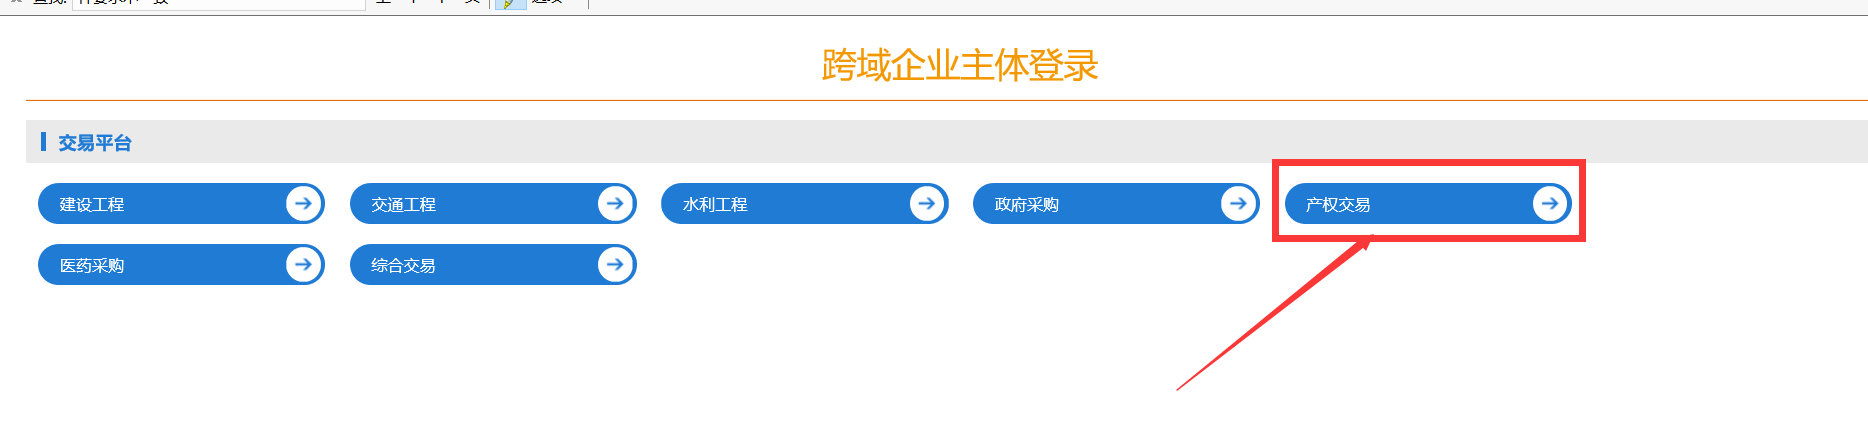 跨域企业主体登录
交易平台
建设工程
交通工程
水利工程
政府采购
产权交易
医药采购
综合交易